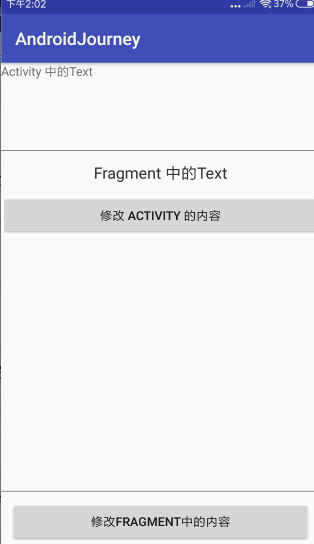 下午2:02
37%
AndroidJourney
Activity 中的Text
Fragment 中的Text
修改 ACTIVITY 的内容
修改FRAGMENT中的内容